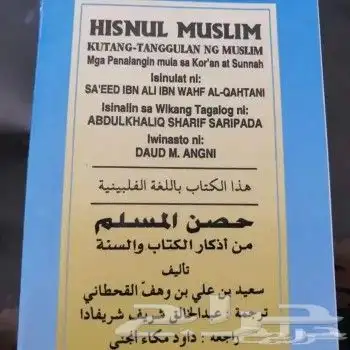 HISNUL MUSLIM
KUTANG-TANGGULAN NG MUSLIM
Mga Panalangin mula sa Kor'an at Sunnah
Isinulat ni:
SA'EED IBN ALI IBN WAHF AL-QAHTANI
Isinalin sa Wikang Tagalog ni:
ABDULKHALIQ SHARIF SARIPADA
Iwinasto ni:
DAUD M. ANGNI
هذا الكتاب باللغة الفلبينية
حصن المسلم
من أذكار الكتاب والسنة
تأليف
سعيد بن علي بن وهف القحطاني
ترجمة : عبدالخالق شريف شريفادا
راجعه : داود مكاء أنجني
حراج